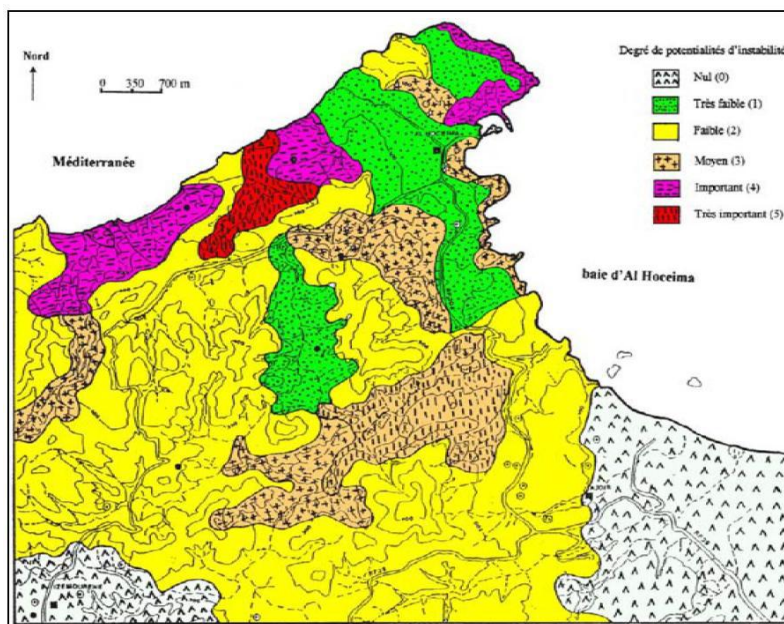 Degré de potentialités d'instabilité
Nord
0 350 700 m
Nul (0)
Très faible (1)
Faible (2)
Méditerranée
Moyen (3)
Important (4)
Très important (5)
baie d'Al Hoceima